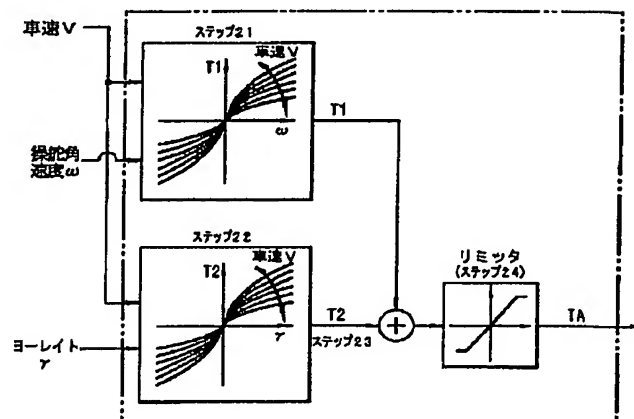 車速V
ステップ21
T1
車速V
ω
T1
操舵角
速度ω
ステップ22
T2
車速V
γ
T2
ステップ23
ヨーレイト
γ
リミッタ
(ステップ24)
TA